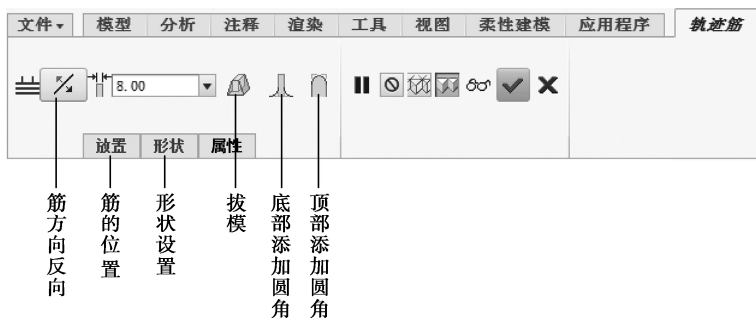 文件 模型 分析 注释 渲染 工具 视图 柔性建模 应用程序 轨迹筋
8.00
放置 形状 属性
筋方向反向
筋的位置
形状设置
拔模
底部添加圆角
顶部添加圆角